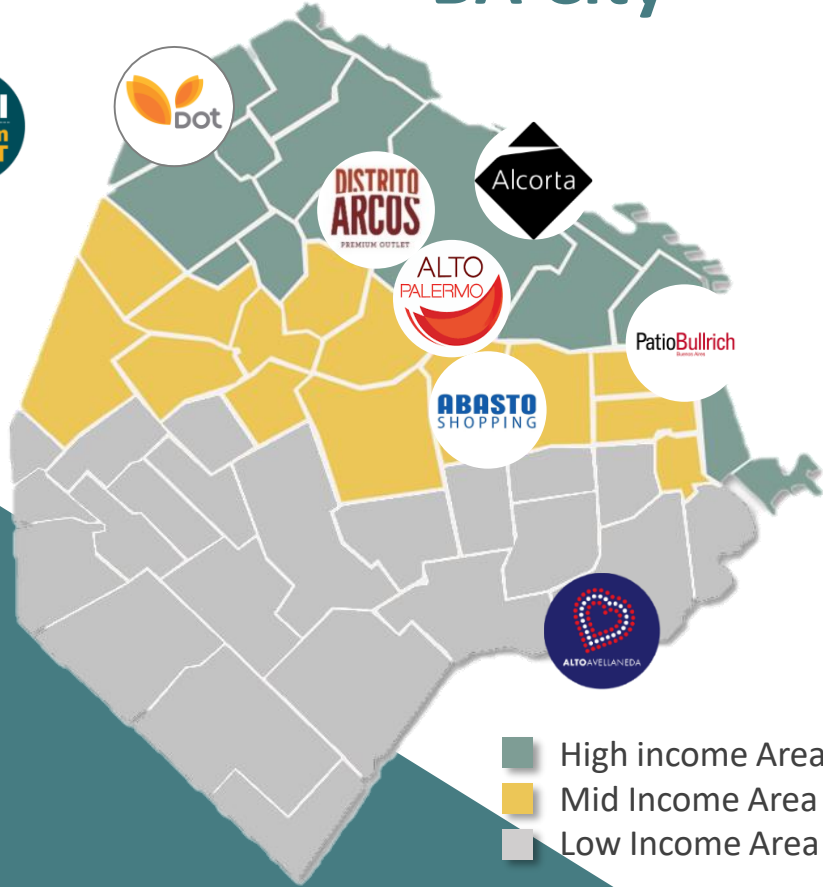 BA City
DOT
DISTRITO
ARCOS
PREMIUM OUTLET
Alcorta
ALTO
PALERMO
PatioBullrich
Buenos Aires
ABASTO
SHOPPING
ALTOAVELLANEDA
High income Area
Mid Income Area
Low Income Area